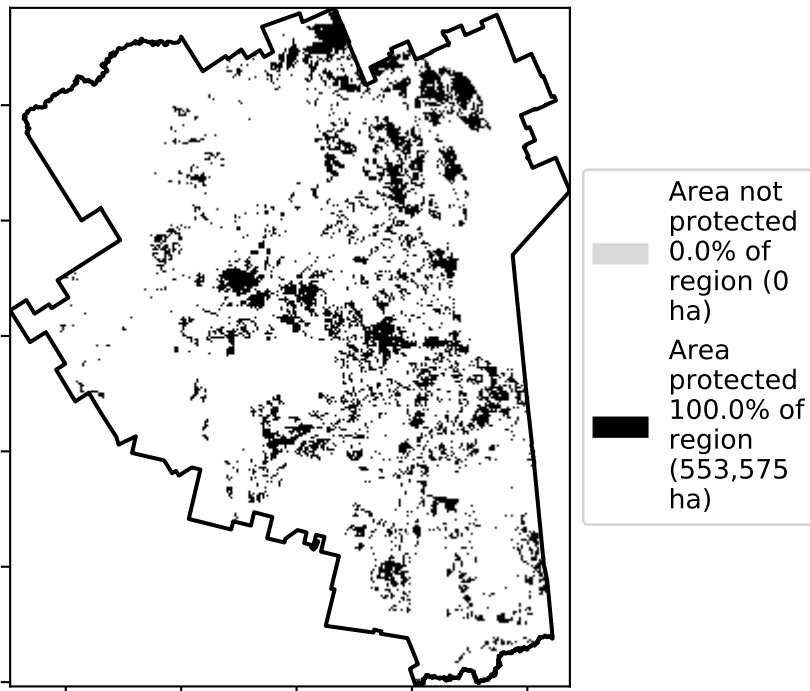 Area not
protected
0.0% of
region (0
ha)
Area
protected
100.0% of
region
(553,575
ha)